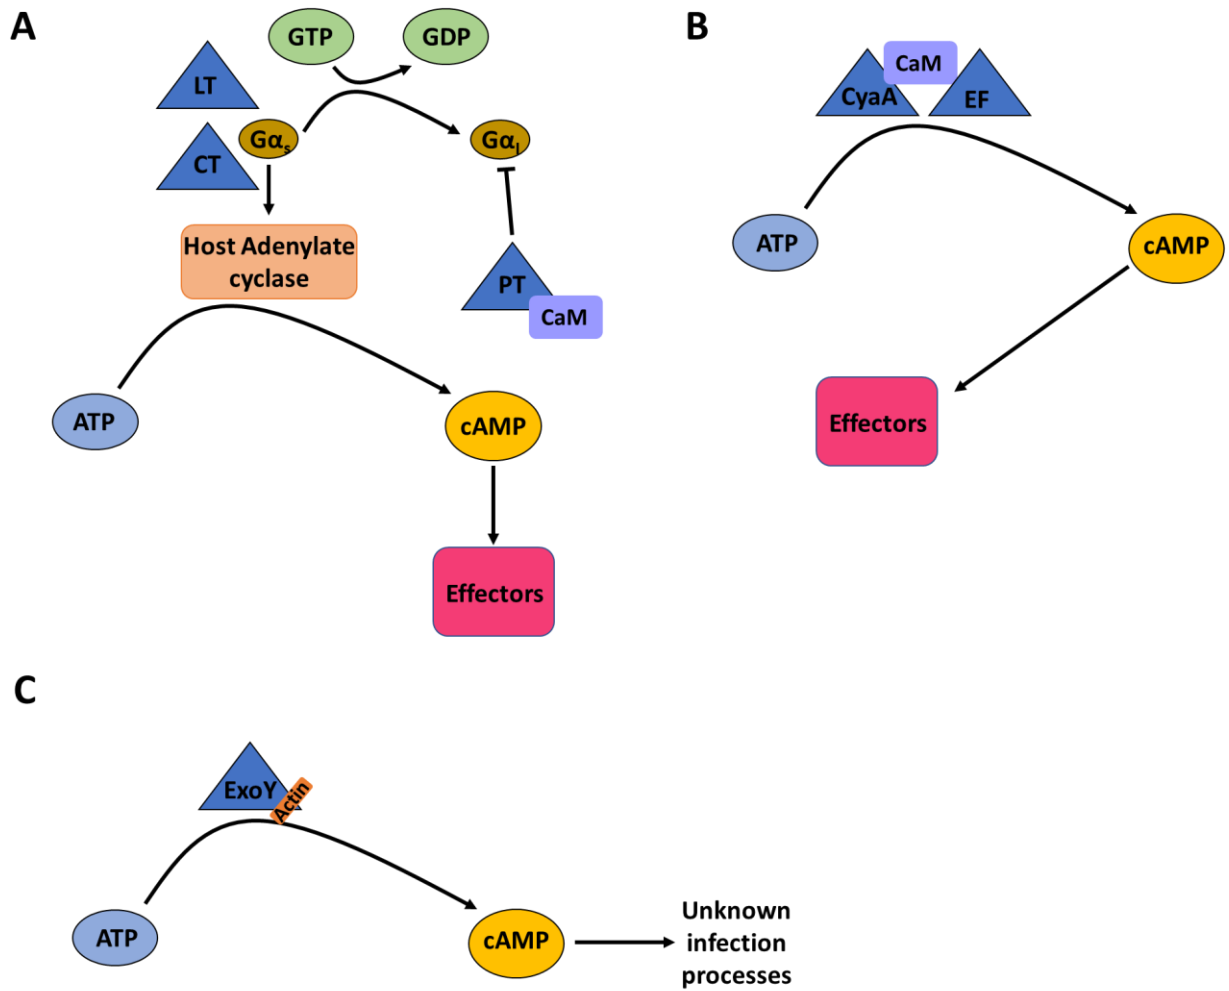 A
GTP
GDP
LT
Gαs
GαI
CT
Host Adenylate
cyclase
PT
CaM
ATP
cAMP
Effectors
B
CaM
CyaA
EF
ATP
cAMP
Effectors
C
ExoY
Actin
ATP
cAMP
Unknown
infection
processes